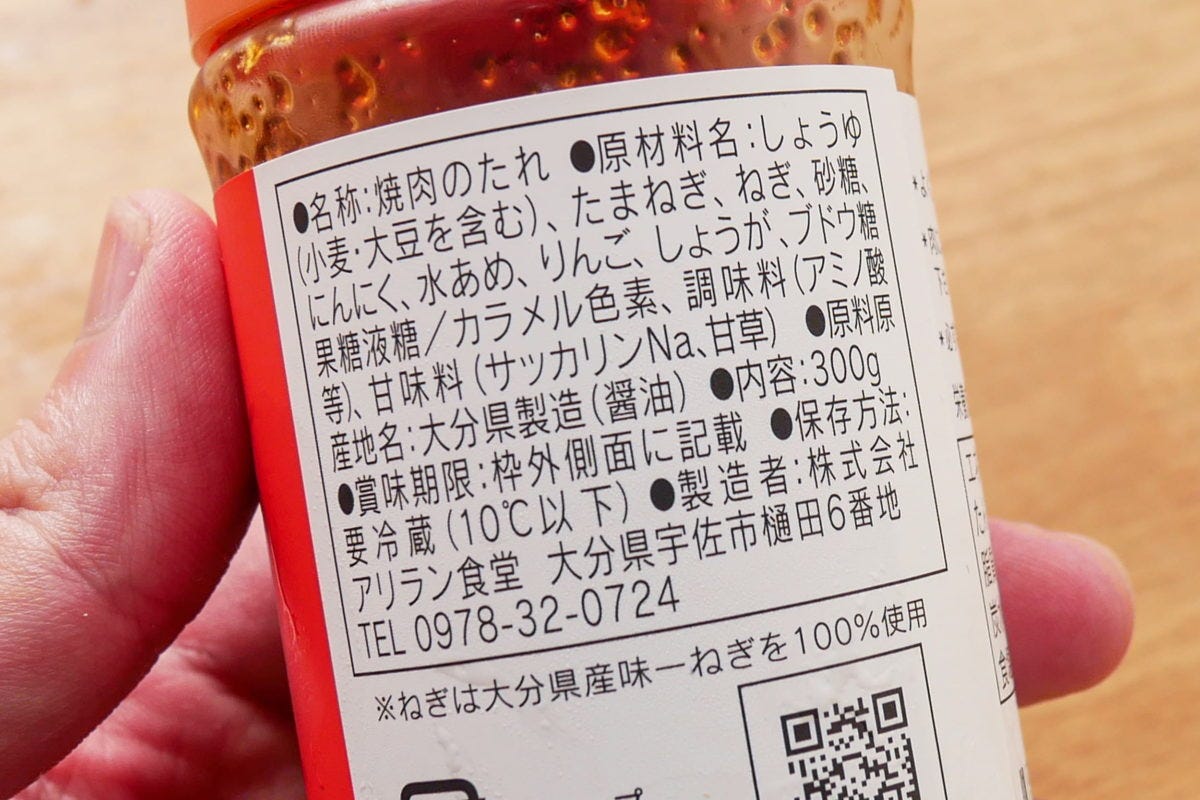 ●名称:焼肉のたれ ●原材料名:しょうゆ
(小麦・大豆を含む)、たまねぎ、ねぎ、砂糖、
にんにく、水あめ、りんご、しょうが、ブドウ糖
果糖液糖/カラメル色素、調味料(アミノ酸
等)、甘味料(サッカリンNa、甘草) ●原料原
産地名:大分県製造(醤油) ●内容:300g
●賞味期限:枠外側面に記載 ●保存方法:
要冷蔵(10℃以下) ●製造者:株式会社
アリラン食堂 大分県宇佐市樋田6番地
TEL 0978-32-0724
※ねぎは大分県産味一ねぎを100%使用